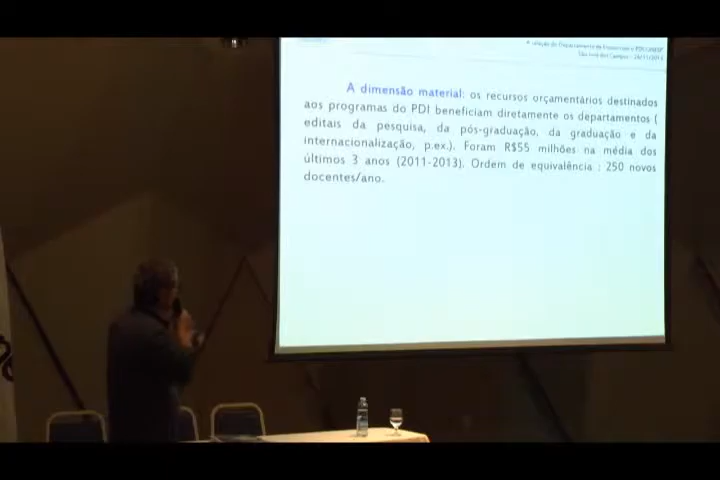 A dimensão material: os recursos orçamentários destinados
aos programas do PDI beneficiam diretamente os departamentos (
editais da pesquisa, da pós-graduação, da graduação e da
internacionalização, p.ex.). Foram R$55 milhões na média dos
últimos 3 anos (2011-2013). Ordem de equivalência : 250 novos
docentes/ano.